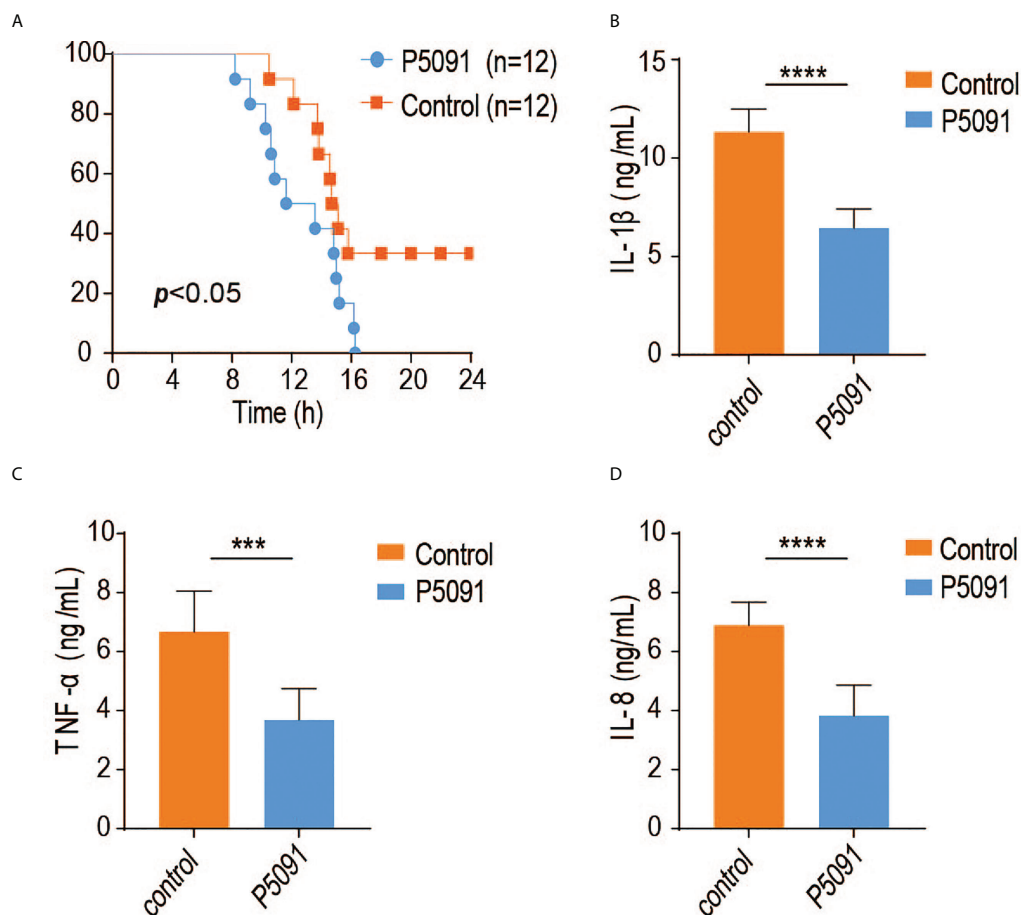 A
100
80
60
40
20
0
0 4 8 12 16 20 24
Time (h)
P5091 (n=12)
Control (n=12)
p<0.05
B
15
10
5
0
IL-1β (ng/mL)
****
control
P5091
Control
P5091
C
10
8
6
4
2
0
TNF-α (ng/mL)
***
control
P5091
Control
P5091
D
10
8
6
4
2
0
IL-8 (ng/mL)
****
control
P5091
Control
P5091